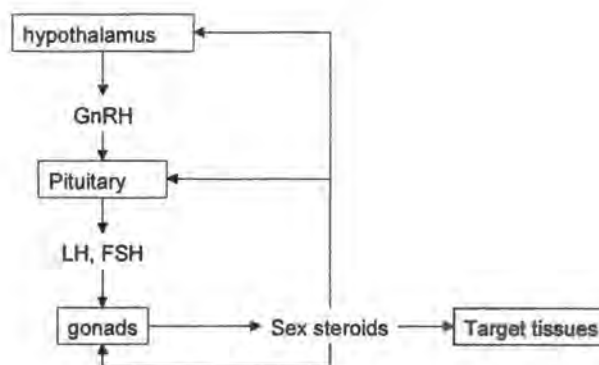 hypothalamus
GnRH
Pituitary
LH, FSH
gonads
Sex steroids
Target tissues